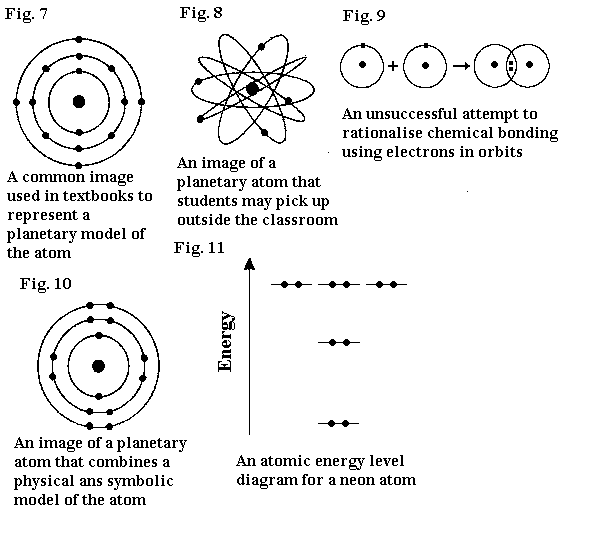 Fig. 7
A common image
used in textbooks to
represent a
planetary model of
the atom
Fig. 8
An image of a
planetary atom that
students may pick up
outside the classroom
Fig. 9
An unsuccessful attempt to
rationalise chemical bonding
using electrons in orbits
Fig. 10
An image of a planetary
atom that combines a
physical ans symbolic
model of the atom
Fig. 11
Energy
An atomic energy level
diagram for a neon atom